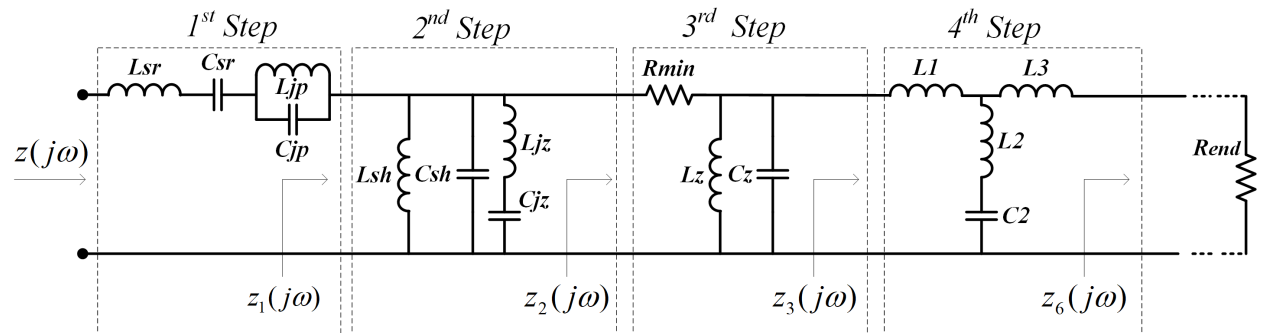 1st Step
2nd Step
3rd Step
4th Step
Lsr
Csr
Ljp
Cjp
Rmin
L1
L3
z(jω)
Lsh
Csh
Ljz
Cjz
Lz
Cz
L2
C2
Rend
z1(jω)
z2(jω)
z3(jω)
z6(jω)